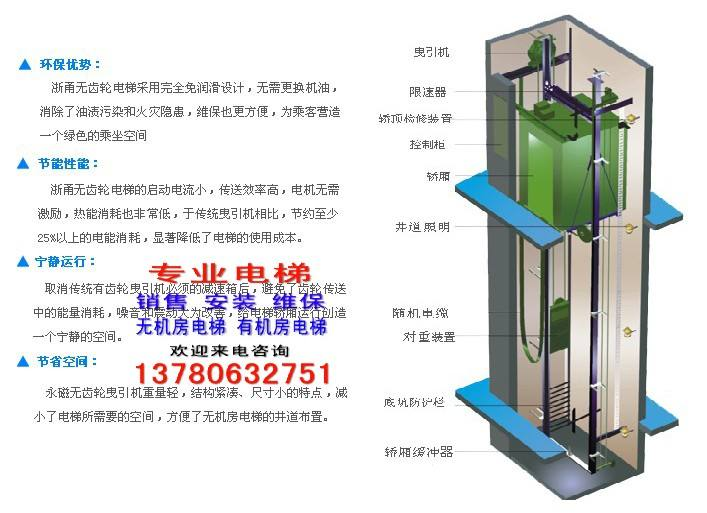 ▲ 环保优势：
浙甬无齿轮电梯采用完全免润滑设计，无需更换机油，
消除了油渍污染和火灾隐患，维保也更方便，为乘客营造
一个绿色的乘坐空间
▲ 节能性能：
浙甬无齿轮电梯的启动电流小，传送效率高，电机无需
激励，热能消耗也非常低，于传统曳引机相比，节约至少
25%以上的电能消耗，显著降低了电梯的使用成本。
▲ 宁静运行：
取消传统有齿轮曳引机必须的减速箱后，避免了齿轮传送
中的能量消耗，噪音和震动大为改善，给电梯轿厢运行创造
一个宁静的空间。
▲ 节省空间：
永磁无齿轮曳引机重量轻，结构紧凑、尺寸小的特点，减
小了电梯所需要的空间，方便了无机房电梯的井道布置。
专业电梯
销售 安装 维保
无机房电梯 有机房电梯
欢迎来电咨询
13780632751
曳引机
限速器
轿顶检修装置
控制柜
轿厢
井道照明
随机电缆
对重装置
底坑防护栏
轿厢缓冲器